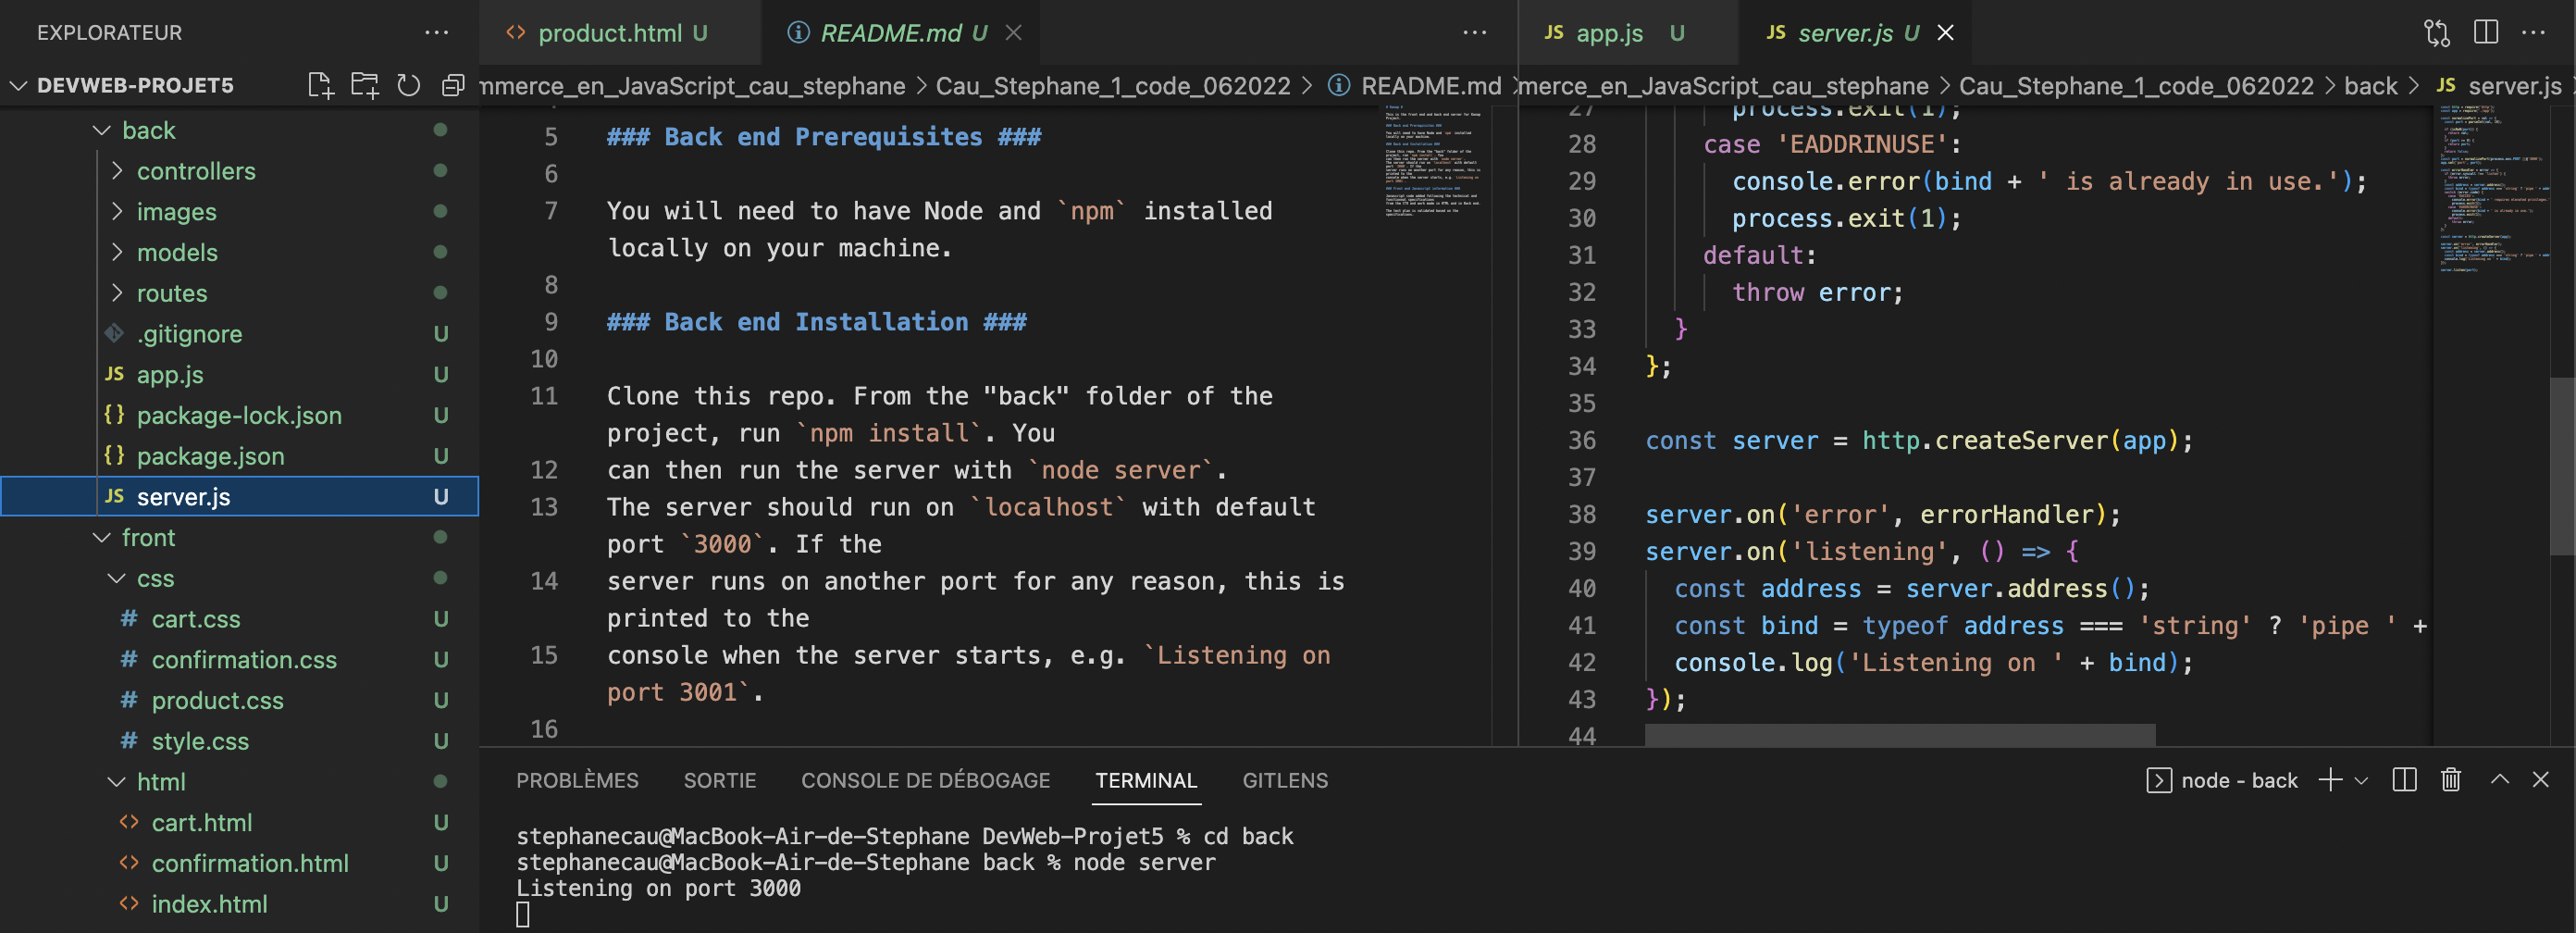 EXPLORATEUR
DEVWEB-PROJET5
back
controllers
images
models
routes
.gitignore U
JS app.js U
{} package-lock.json U
{} package.json U
JS server.js U
front
css
# cart.css U
# confirmation.css U
# product.css U
# style.css U
html
<> cart.html U
<> confirmation.html U
<> index.html U
<> product.html U
README.md U
mmerce_en_JavaScript_cau_stephane > Cau_Stephane_1_code_062022 > README.md
5 ### Back end Prerequisites ###
6
7 You will need to have Node and `npm` installed
locally on your machine.
8
9 ### Back end Installation ###
10
11 Clone this repo. From the "back" folder of the
project, run `npm install`. You
12 can then run the server with `node server`.
13 The server should run on `localhost` with default
port `3000`. If the
14 server runs on another port for any reason, this is
printed to the
15 console when the server starts, e.g. `Listening on
port 3001`.
16
JS app.js U
JS server.js U
merce_en_JavaScript_cau_stephane > Cau_Stephane_1_code_062022 > back > JS server.js
27 process.exit(1);
28 case 'EADDRINUSE':
29 console.error(bind + ' is already in use.');
30 process.exit(1);
31 default:
32 throw error;
33 }
34 };
35
36 const server = http.createServer(app);
37
38 server.on('error', errorHandler);
39 server.on('listening', () => {
40 const address = server.address();
41 const bind = typeof address === 'string' ? 'pipe ' +
42 console.log('Listening on ' + bind);
43 });
44
PROBLÈMES SORTIE CONSOLE DE DÉBOGAGE TERMINAL GITLENS
node - back
stephanecau@MacBook-Air-de-Stephane DevWeb-Projet5 % cd back
stephanecau@MacBook-Air-de-Stephane back % node server
Listening on port 3000